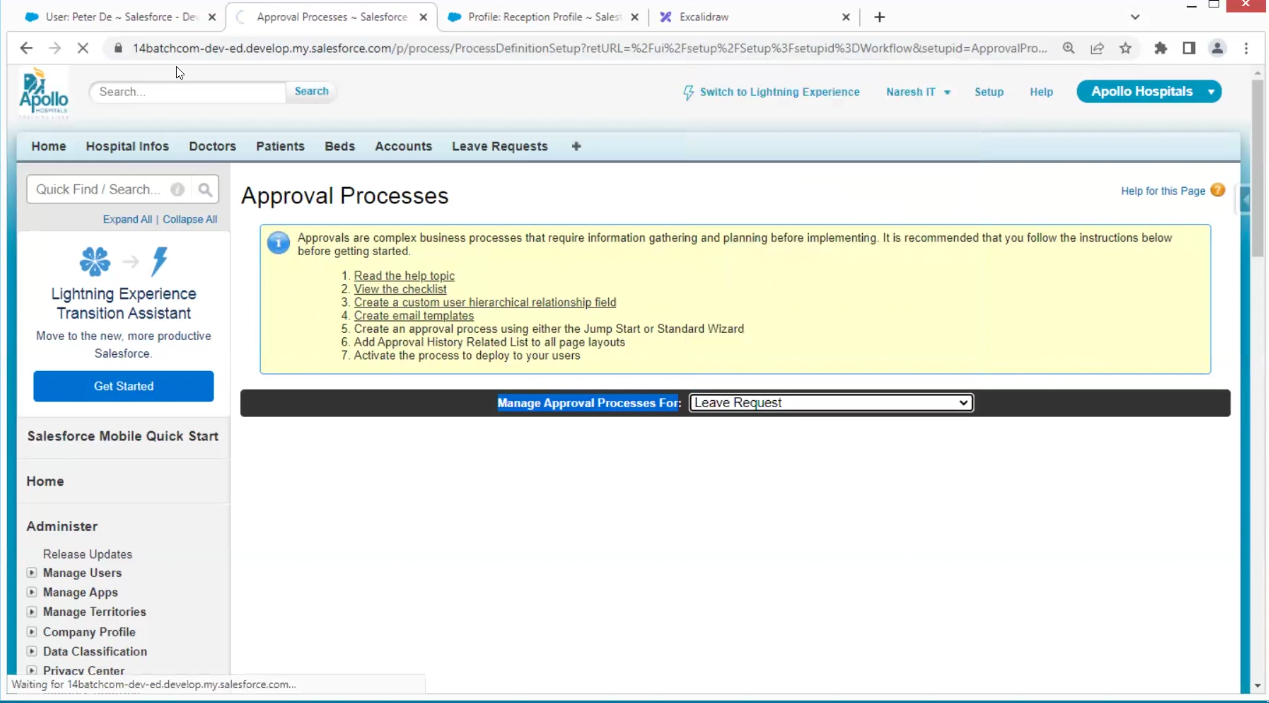 User: Peter De ~ Salesforce - De
Approval Processes ~ Salesforce
Profile: Reception Profile ~ Sales
Excalidraw
14batchcom-dev-ed.develop.my.salesforce.com/p/process/ProcessDefinitionSetup?retURL=%2Fui%2Fsetup%2FSetup%3Fsetupid%3DWorkflow&setupid=ApprovalPro...
Apollo
HOSPITALS
Search...
Search
Switch to Lightning Experience
Naresh IT
Setup
Help
Apollo Hospitals
Home
Hospital Infos
Doctors
Patients
Beds
Accounts
Leave Requests
Quick Find / Search...
Expand All | Collapse All
Lightning Experience
Transition Assistant
Move to the new, more productive
Salesforce.
Get Started
Salesforce Mobile Quick Start
Home
Administer
Release Updates
Manage Users
Manage Apps
Manage Territories
Company Profile
Data Classification
Privacy Center
Approval Processes
Help for this Page
Approvals are complex business processes that require information gathering and planning before implementing. It is recommended that you follow the instructions below
before getting started.
1. Read the help topic
2. View the checklist
3. Create a custom user hierarchical relationship field
4. Create email templates
5. Create an approval process using either the Jump Start or Standard Wizard
6. Add Approval History Related List to all page layouts
7. Activate the process to deploy to your users
Manage Approval Processes For:
Leave Request
Waiting for 14batchcom-dev-ed.develop.my.salesforce.com...